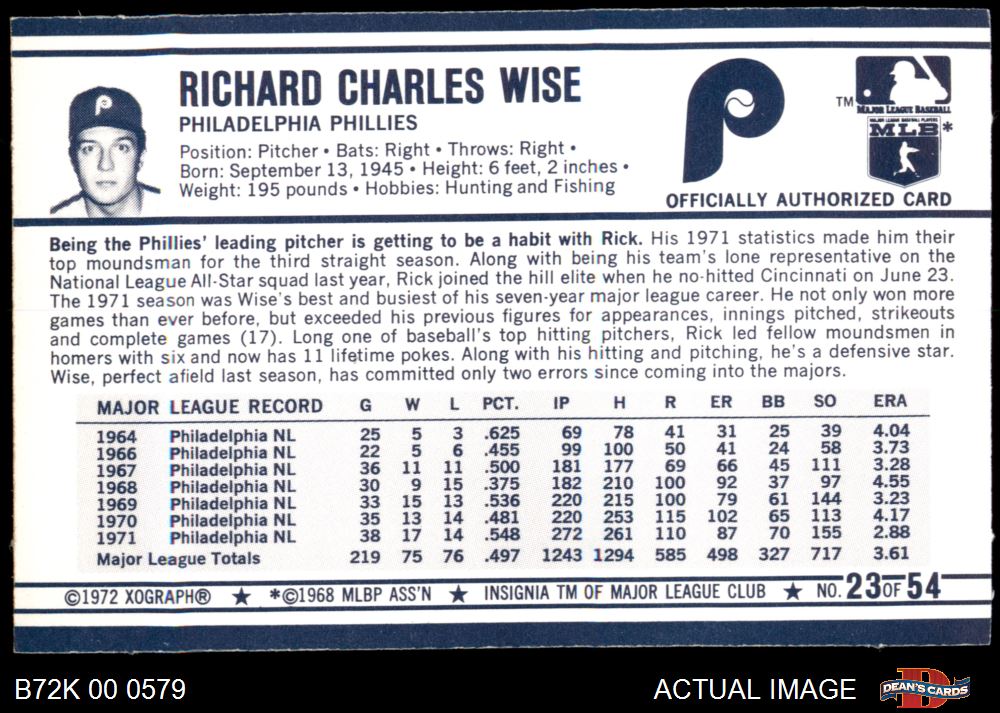 RICHARD CHARLES WISE
PHILADELPHIA PHILLIES
Position: Pitcher • Bats: Right • Throws: Right •
Born: September 13, 1945 • Height: 6 feet, 2 inches •
Weight: 195 pounds • Hobbies: Hunting and Fishing
P
P
TM
MAJOR LEAGUE BASEBALL
MAJOR LEAGUE BASEBALL PLAYERS
MLB*
OFFICIALLY AUTHORIZED CARD
Being the Phillies' leading pitcher is getting to be a habit with Rick. His 1971 statistics made him their
top moundsman for the third straight season. Along with being his team's lone representative on the
National League All-Star squad last year, Rick joined the hill elite when he no-hitted Cincinnati on June 23.
The 1971 season was Wise's best and busiest of his seven-year major league career. He not only won more
games than ever before, but exceeded his previous figures for appearances, innings pitched, strikeouts
and complete games (17). Long one of baseball's top hitting pitchers, Rick led fellow moundsmen in
homers with six and now has 11 lifetime pokes. Along with his hitting and pitching, he's a defensive star.
Wise, perfect afield last season, has committed only two errors since coming into the majors.
MAJOR LEAGUE RECORD G W L PCT. IP H R ER BB SO ERA
1964 Philadelphia NL 25 5 3 .625 69 78 41 31 25 39 4.04
1966 Philadelphia NL 22 5 6 .455 99 100 50 41 24 58 3.73
1967 Philadelphia NL 36 11 11 .500 181 177 69 66 45 111 3.28
1968 Philadelphia NL 30 9 15 .375 182 210 100 92 37 97 4.55
1969 Philadelphia NL 33 15 13 .536 220 215 100 79 61 144 3.23
1970 Philadelphia NL 35 13 14 .481 220 253 115 102 65 113 4.17
1971 Philadelphia NL 38 17 14 .548 272 261 110 87 70 155 2.88
Major League Totals 219 75 76 .497 1243 1294 585 498 327 717 3.61
©1972 XOGRAPH® ★ *©1968 MLBP ASS'N ★ INSIGNIA TM OF MAJOR LEAGUE CLUB ★ NO. 23 OF 54
B72K 00 0579
ACTUAL IMAGE
DEAN'S CARDS